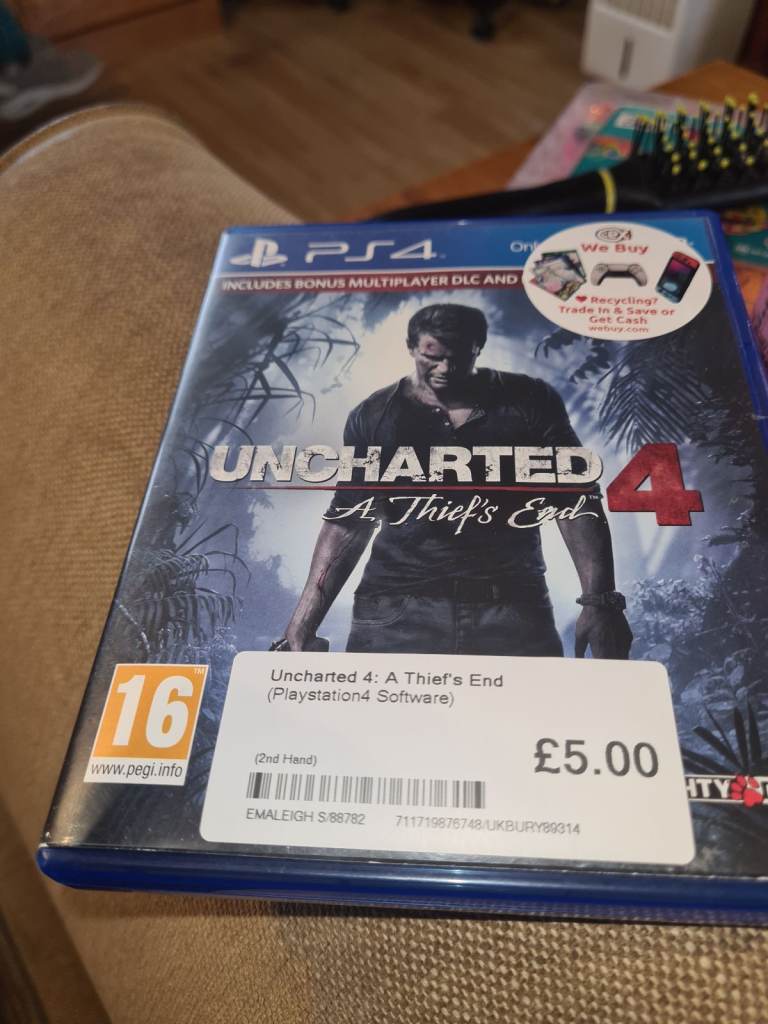 PS4
INCLUDES BONUS MULTIPLAYER DLC AND
CeX
We Buy
Recycling?
Trade In & Save or
Get Cash
webuy.com
UNCHARTED 4
A Thief's End™
16
www.pegi.info
Uncharted 4: A Thief's End
(Playstation4 Software)
(2nd Hand)
£5.00
EMALEIGH S/88782 711719876748/UKBURY89314